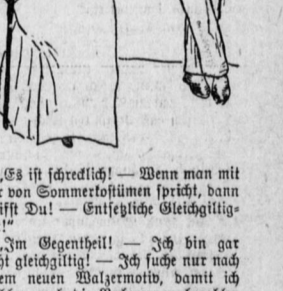 „Es ist schrecklich! — Wenn man mit
von Sommerkostümen spricht, dann
Du! — Entsetzliche Gleichgiltig-
„Im Gegentheil! — Ich bin gar
gleichgiltig! — Ich suche nur nach
neuen Walzermotiv, damit ich